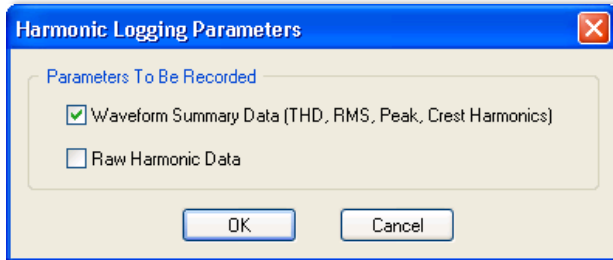 Harmonic Logging Parameters
Parameters To Be Recorded
Waveform Summary Data (THD, RMS, Peak, Crest Harmonics)
Raw Harmonic Data
OK Cancel